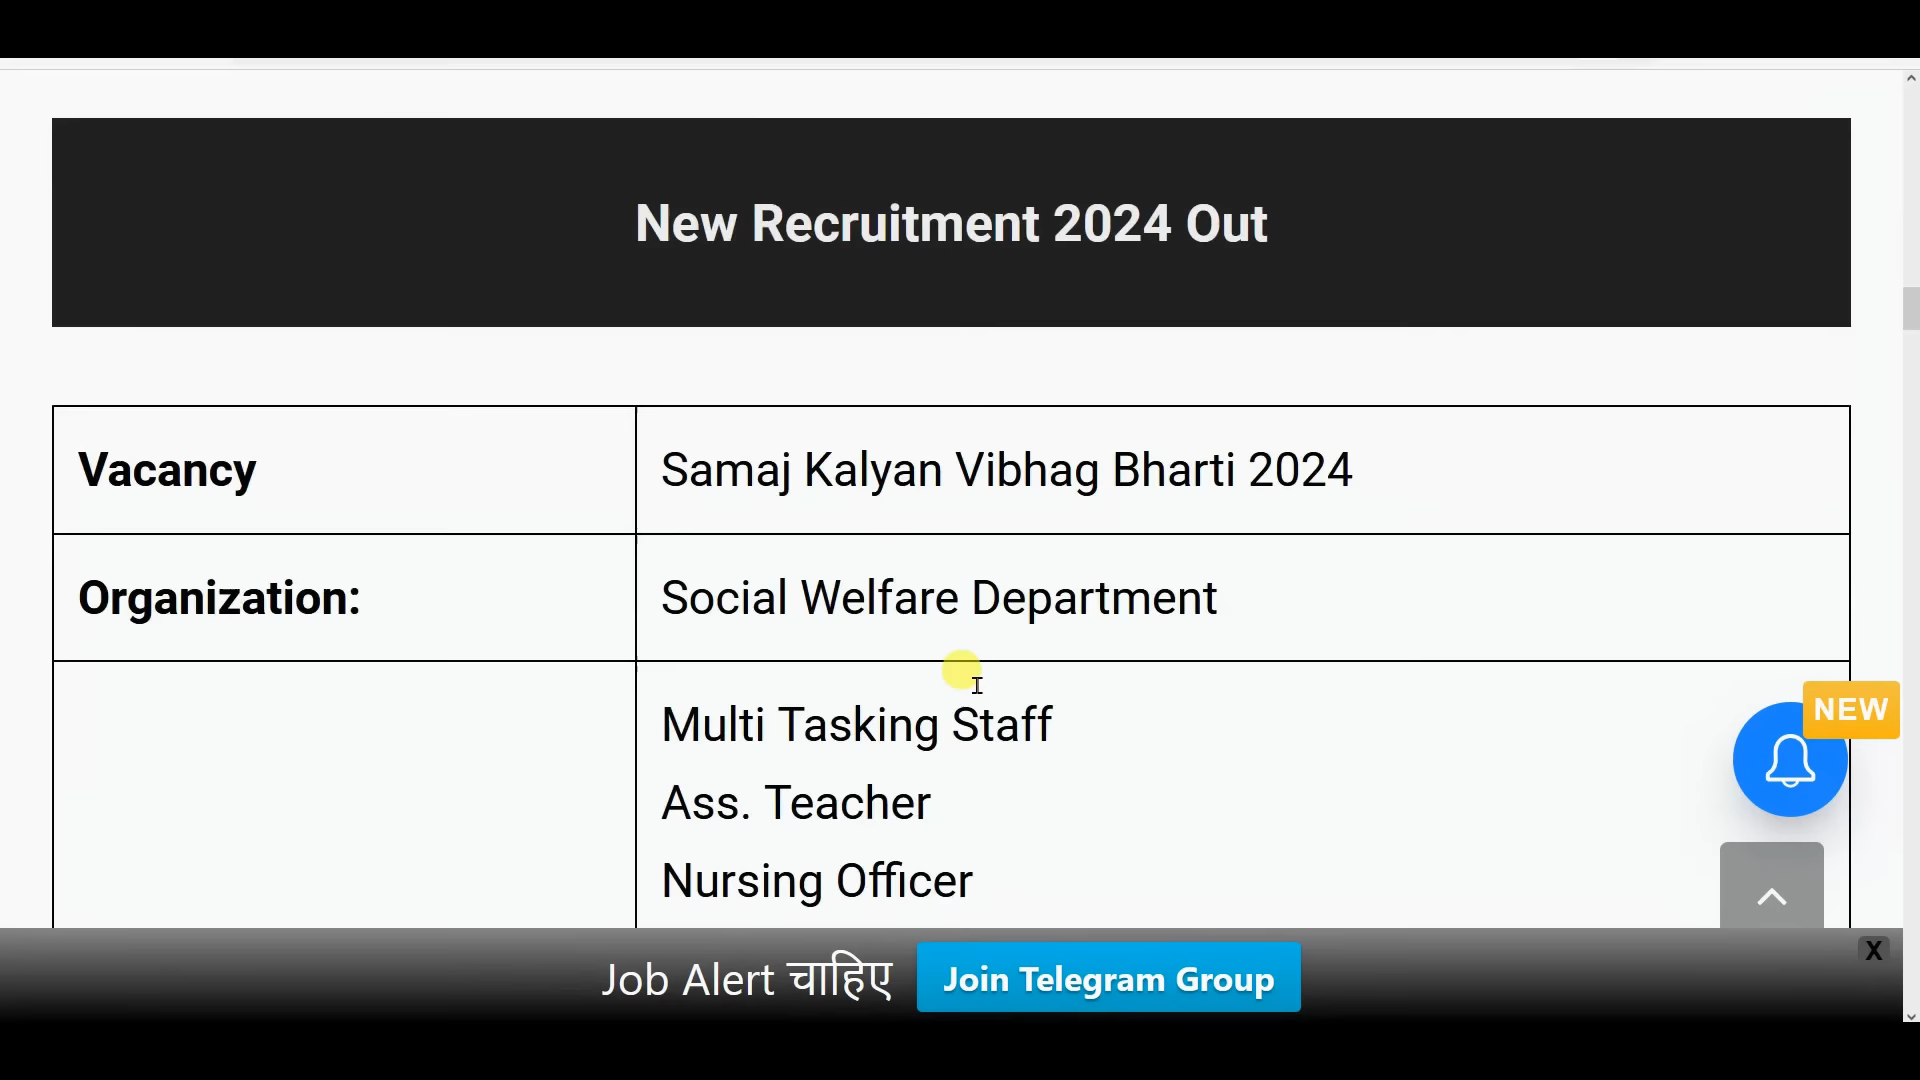 New Recruitment 2024 Out
Vacancy
Samaj Kalyan Vibhag Bharti 2024
Organization:
Social Welfare Department
Multi Tasking Staff
Ass. Teacher
Nursing Officer
NEW
Job Alert चाहिए
Join Telegram Group
X